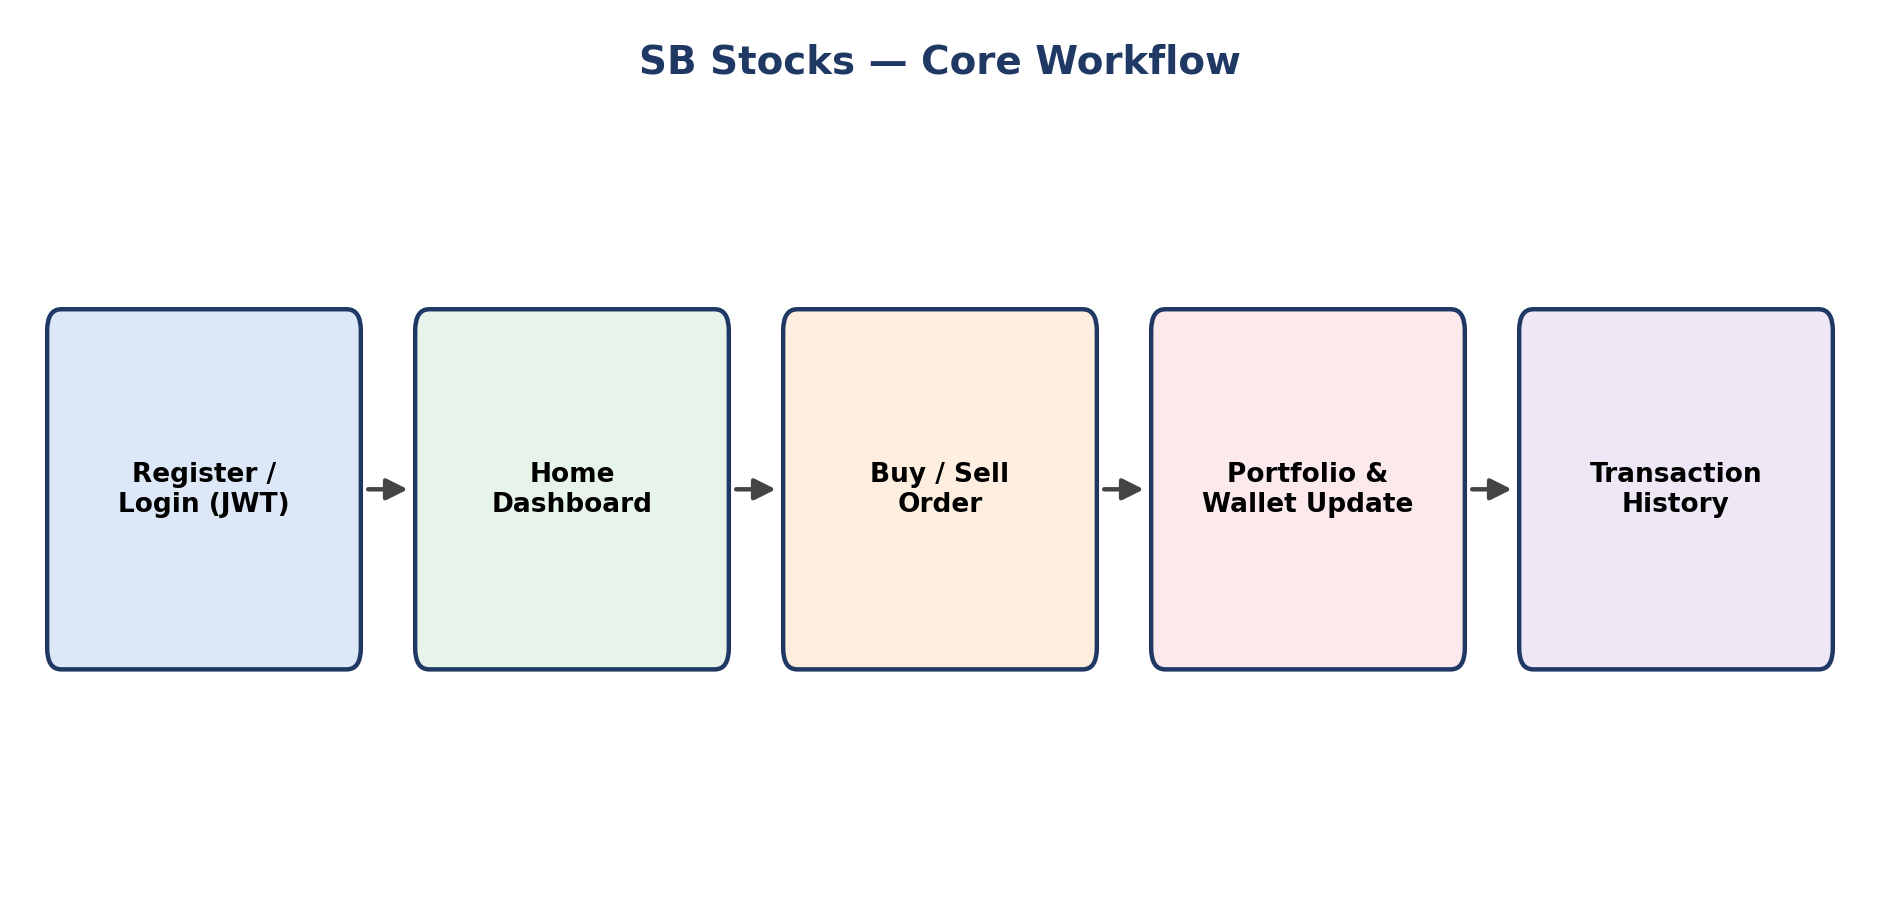 SB Stocks — Core Workflow
Register /
Login (JWT)
Home
Dashboard
Buy / Sell
Order
Portfolio &
Wallet Update
Transaction
History